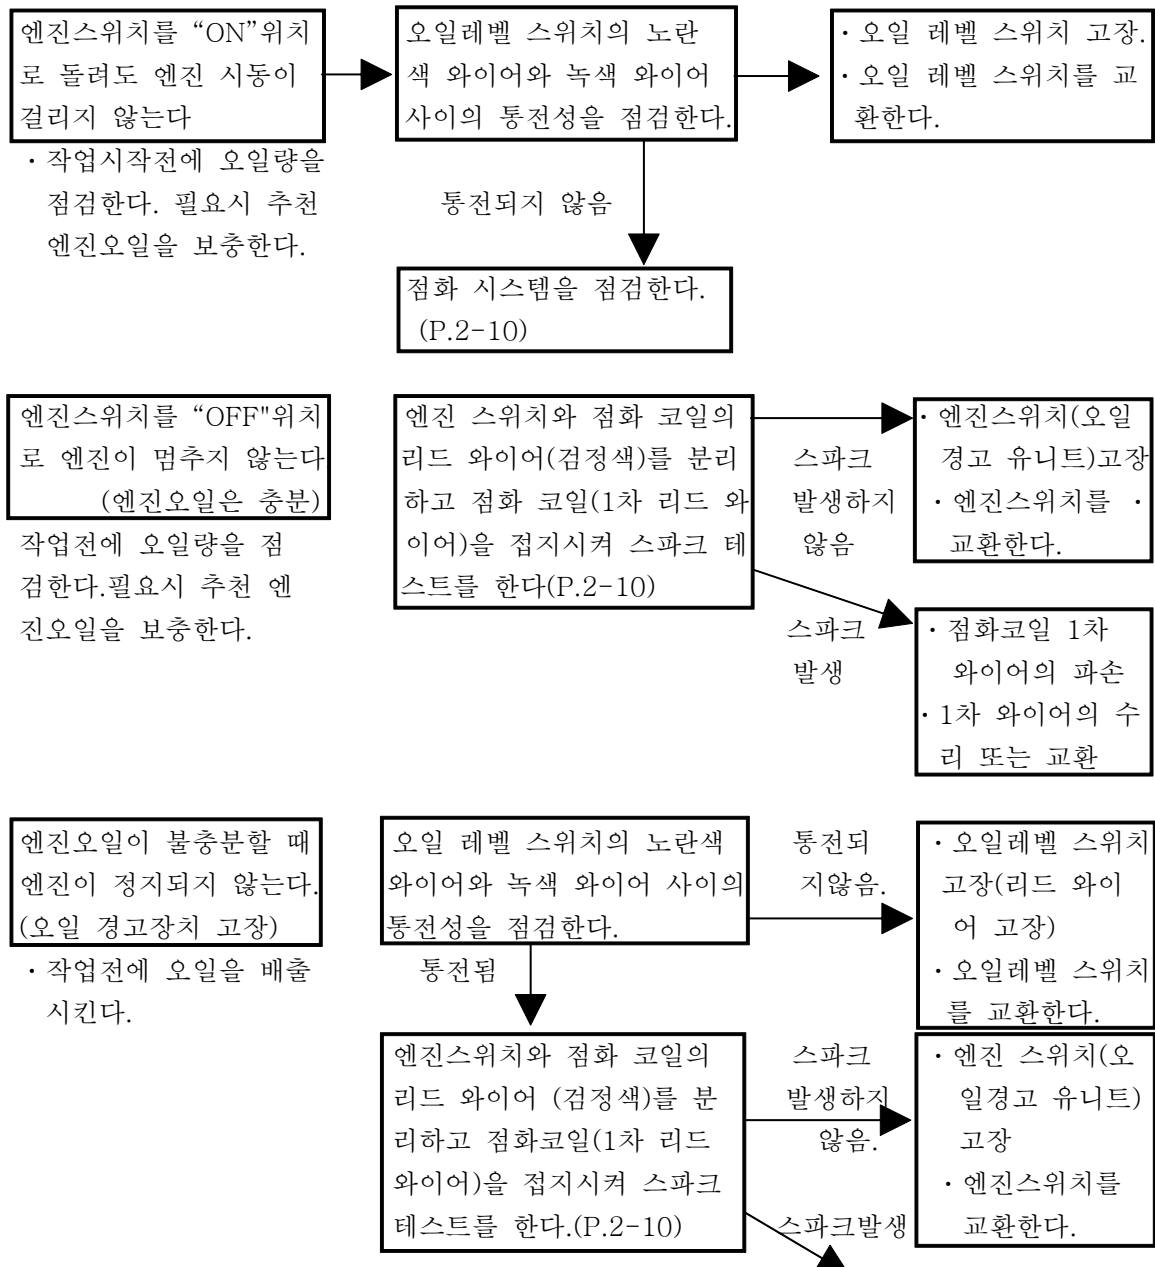 엔진스위치를 “ON”위치
로 돌려도 엔진 시동이
걸리지 않는다
· 작업시작전에 오일량을
점검한다. 필요시 추천
엔진오일을 보충한다.
오일레벨 스위치의 노란
색 와이어와 녹색 와이어
사이의 통전성을 점검한다.
· 오일 레벨 스위치 고장.
· 오일 레벨 스위치를 교
환한다.
통전되지 않음
점화 시스템을 점검한다.
(P.2-10)
엔진스위치를 “OFF"위치
로 엔진이 멈추지 않는다
(엔진오일은 충분)
작업전에 오일량을 점
검한다.필요시 추천 엔
진오일을 보충한다.
엔진 스위치와 점화 코일의
리드 와이어(검정색)를 분리
하고 점화 코일(1차 리드 와
이어)을 접지시켜 스파크 테
스트를 한다(P.2-10)
스파크
발생하지
않음
· 엔진스위치(오일
경고 유니트)고장
· 엔진스위치를 ·
교환한다.
스파크
발생
· 점화코일 1차
와이어의 파손
· 1차 와이어의 수
리 또는 교환
엔진오일이 불충분할 때
엔진이 정지되지 않는다.
(오일 경고장치 고장)
· 작업전에 오일을 배출
시킨다.
오일 레벨 스위치의 노란색
와이어와 녹색 와이어 사이의
통전성을 점검한다.
통전되
지않음.
· 오일레벨 스위치
고장(리드 와이
어 고장)
· 오일레벨 스위치
를 교환한다.
통전됨
엔진스위치와 점화 코일의
리드 와이어 (검정색)를 분
리하고 점화코일(1차 리드
와이어)을 접지시켜 스파크
테스트를 한다.(P.2-10)
스파크
발생하지
않음.
· 엔진 스위치(오
일경고 유니트)
고장
· 엔진스위치를
교환한다.
스파크발생